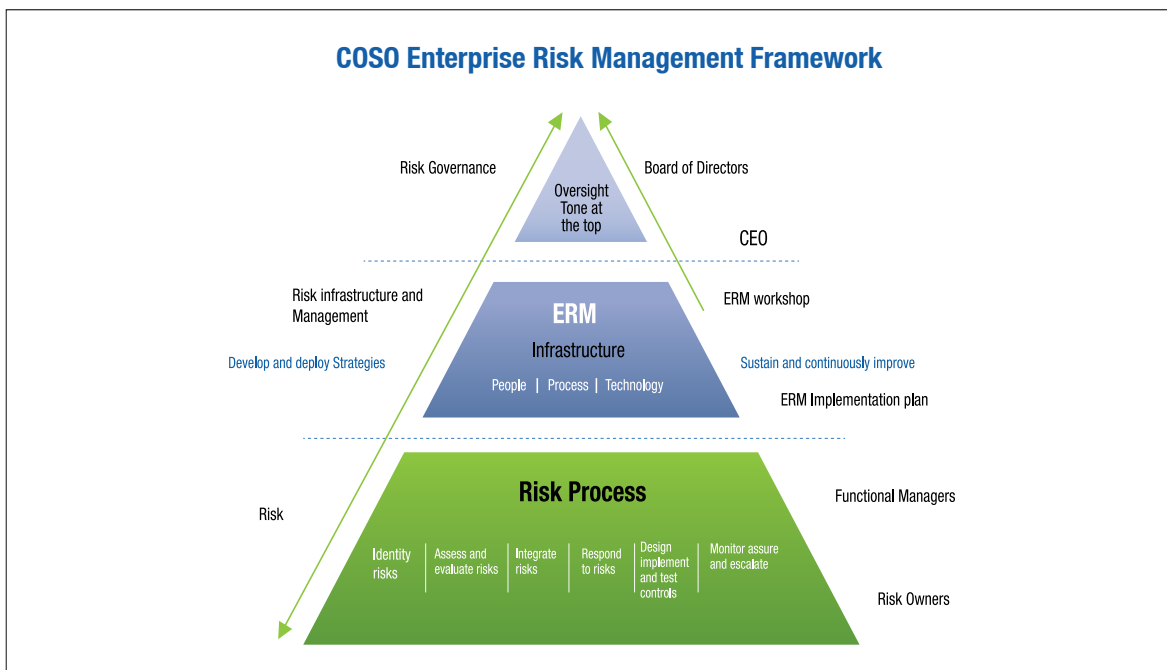 COSO Enterprise Risk Management Framework
Risk Governance
Board of Directors
Oversight
Tone at
the top
CEO
Risk infrastructure and
Management
ERM workshop
ERM
Infrastructure
Develop and deploy Strategies
Sustain and continuously improve
People | Process | Technology
ERM Implementation plan
Risk Process
Functional Managers
Risk
Identity
risks
Assess and
evaluate risks
Integrate
risks
Respond
to risks
Design
implement
and test
controls
Monitor assure
and escalate
Risk Owners